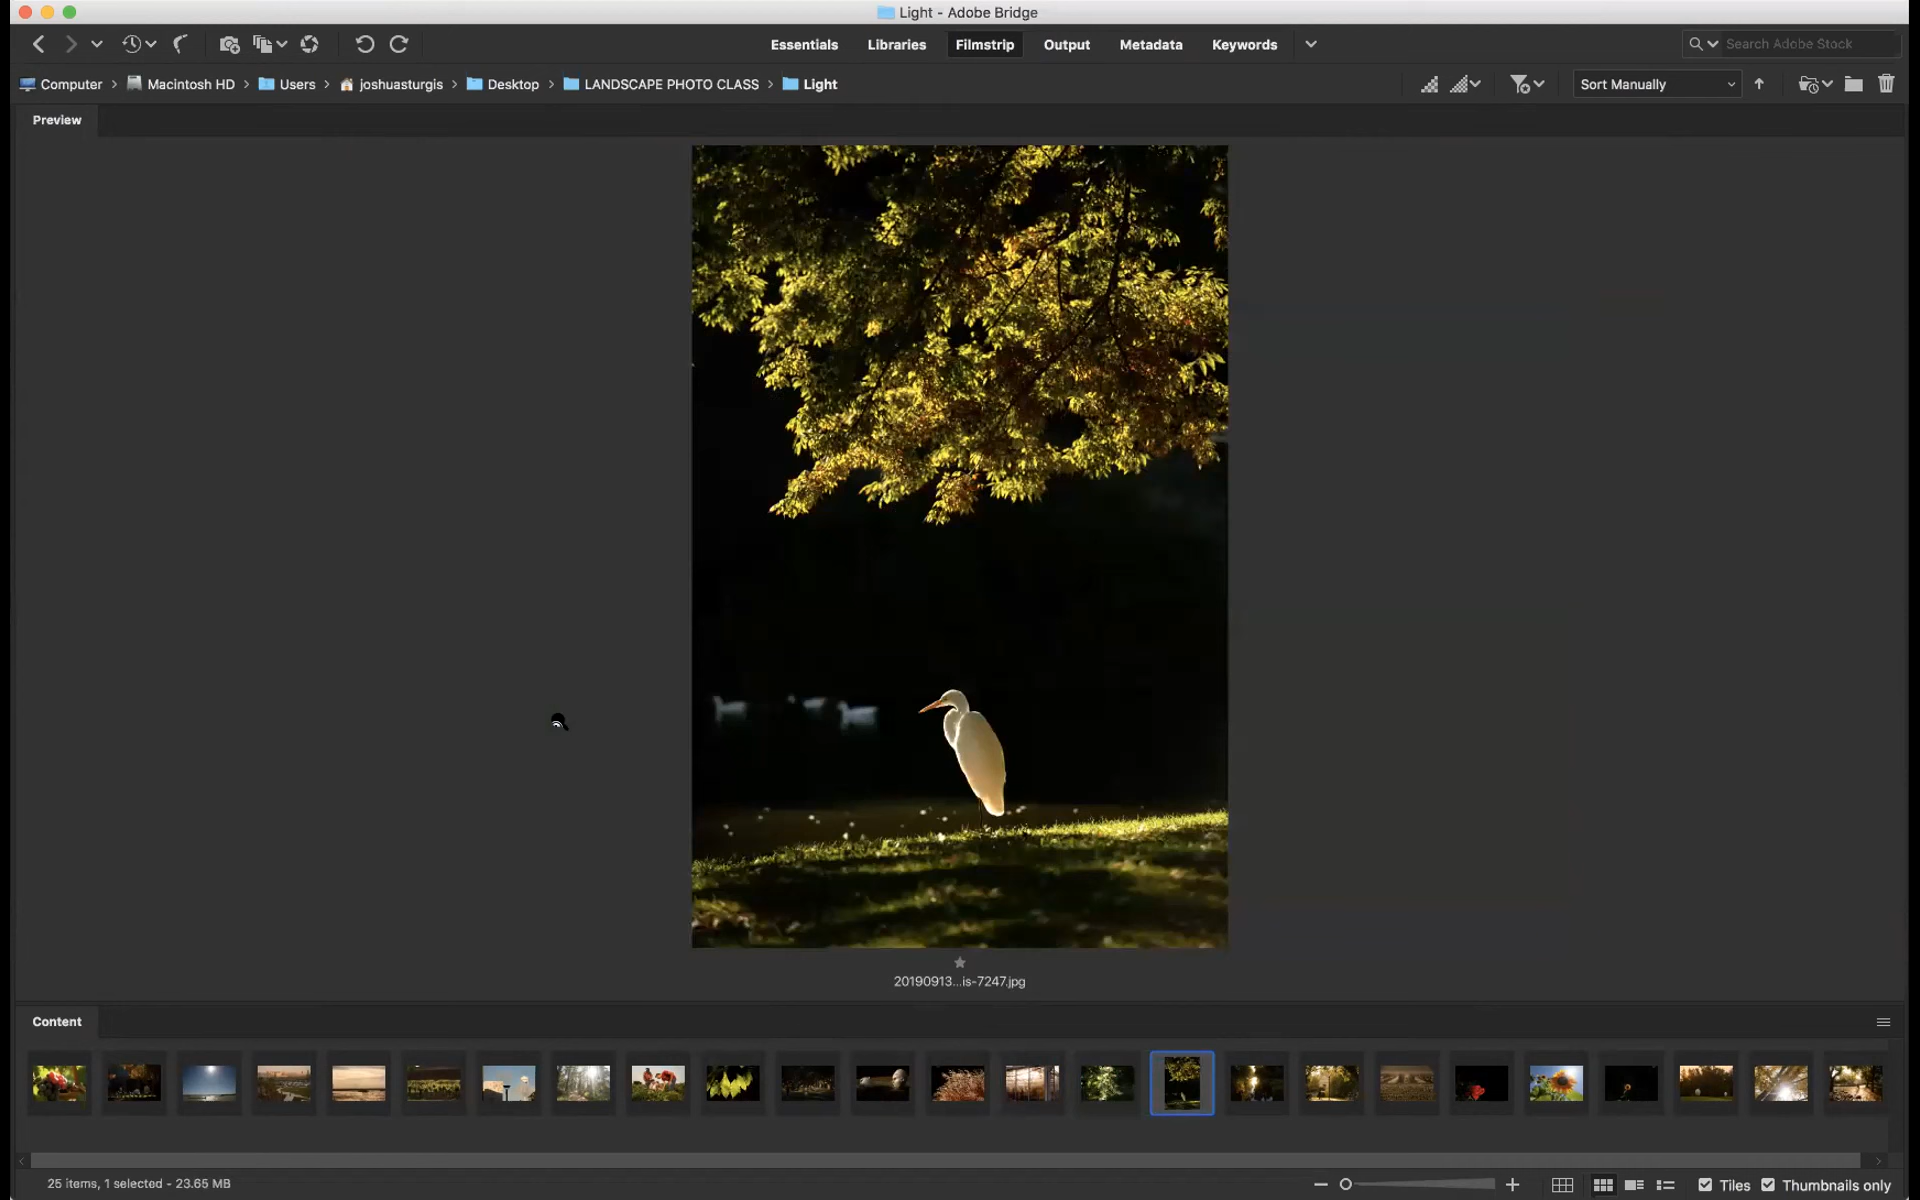 Light - Adobe Bridge
Essentials Libraries Filmstrip Output Metadata Keywords Search Adobe Stock
Computer Macintosh HD Users joshuasturgis Desktop LANDSCAPE PHOTO CLASS Light Sort Manually
Preview
20190913...is-7247.jpg
Content
25 items, 1 selected - 23.65 MB Tiles Thumbnails only